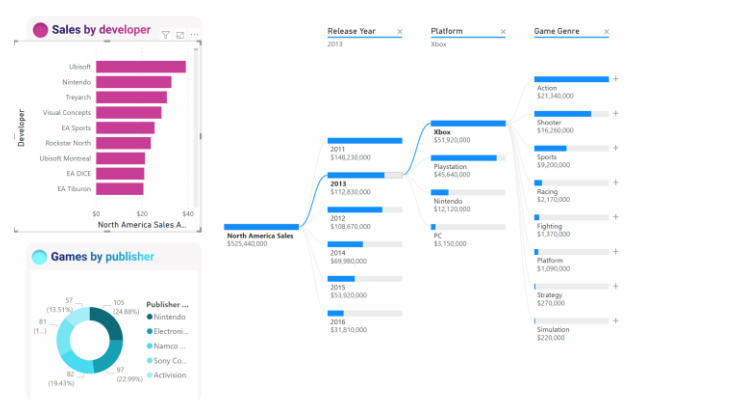 Sales by developer
Developer
Ubisoft
Nintendo
Treyarch
Visual Concepts
EA Sports
Rockstar North
Ubisoft Montreal
EA DICE
EA Tiburon
$0 $20 $40
North America Sales A...
Games by publisher
57
(13.51%)
105
(24.88%)
81
(1...)
82
(19.43%)
97
(22.99%)
Publisher ...
Nintendo
Electroni...
Namco ...
Sony Co...
Activision
North America Sales
$525,440,000
Release Year
2013
2011
$148,230,000
2013
$112,830,000
2012
$108,670,000
2014
$69,980,000
2015
$53,920,000
2016
$31,810,000
Platform
Xbox
Xbox
$51,920,000
Playstation
$45,640,000
Nintendo
$12,120,000
PC
$3,150,000
Game Genre
Action
$21,340,000
Shooter
$16,260,000
Sports
$9,200,000
Racing
$2,170,000
Fighting
$1,370,000
Platform
$1,090,000
Strategy
$270,000
Simulation
$220,000